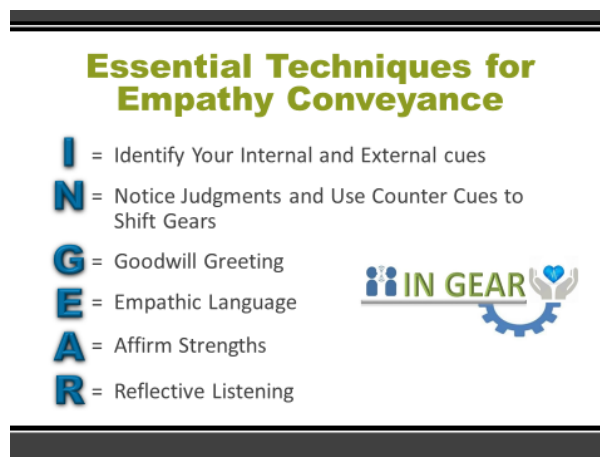 Essential Techniques for
Empathy Conveyance
I = Identify Your Internal and External cues
N = Notice Judgments and Use Counter Cues to
Shift Gears
G = Goodwill Greeting
E = Empathic Language
A = Affirm Strengths
R = Reflective Listening
IN GEAR